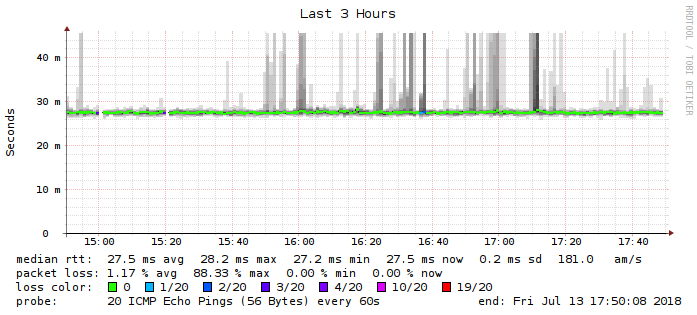 Last 3 Hours
RRDTOOL / TOBI OETIKER
Seconds
40 m
30 m
20 m
10 m
0
15:00 15:20 15:40 16:00 16:20 16:40 17:00 17:20 17:40
median rtt: 27.5 ms avg 28.2 ms max 27.2 ms min 27.5 ms now 0.2 ms sd 181.0 am/s
packet loss: 1.17 % avg 88.33 % max 0.00 % min 0.00 % now
loss color: 0 1/20 2/20 3/20 4/20 10/20 19/20
probe: 20 ICMP Echo Pings (56 Bytes) every 60s end: Fri Jul 13 17:50:08 2018